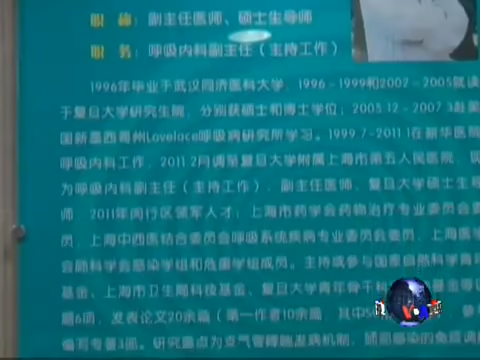 职 称：副主任医师、硕士生导师
职 务：呼吸内科副主任（主持工作）
1996年毕业于武汉同济医科大学，1996-1999和2002-2005就读
于复旦大学研究生院，分别获硕士和博士学位；2005.12-2007.3赴美
国新墨西哥州Lovelace呼吸病研究所学习。1999.7-2011.1在新华医院
呼吸内科工作，2011.2月调至复旦大学附属上海市第五人民医院，现
为呼吸内科副主任（主持工作），副主任医师，复旦大学硕士生导
师 2011年闵行区领军人才；上海市药学会药物治疗专业委员会委
员，上海中西医结合委员会呼吸系统疾病专业委员会委员，上海医学
会肺科学会感染学组和危重学组成员。主持或参与国家自然科学青年
基金、上海市卫生局科技基金、复旦大学青年骨干 基金等
题6项，发表论文20余篇（第一作者10余篇
编写专著3部。研究重点为支气管哮喘发病机制，肺部感染的免疫调